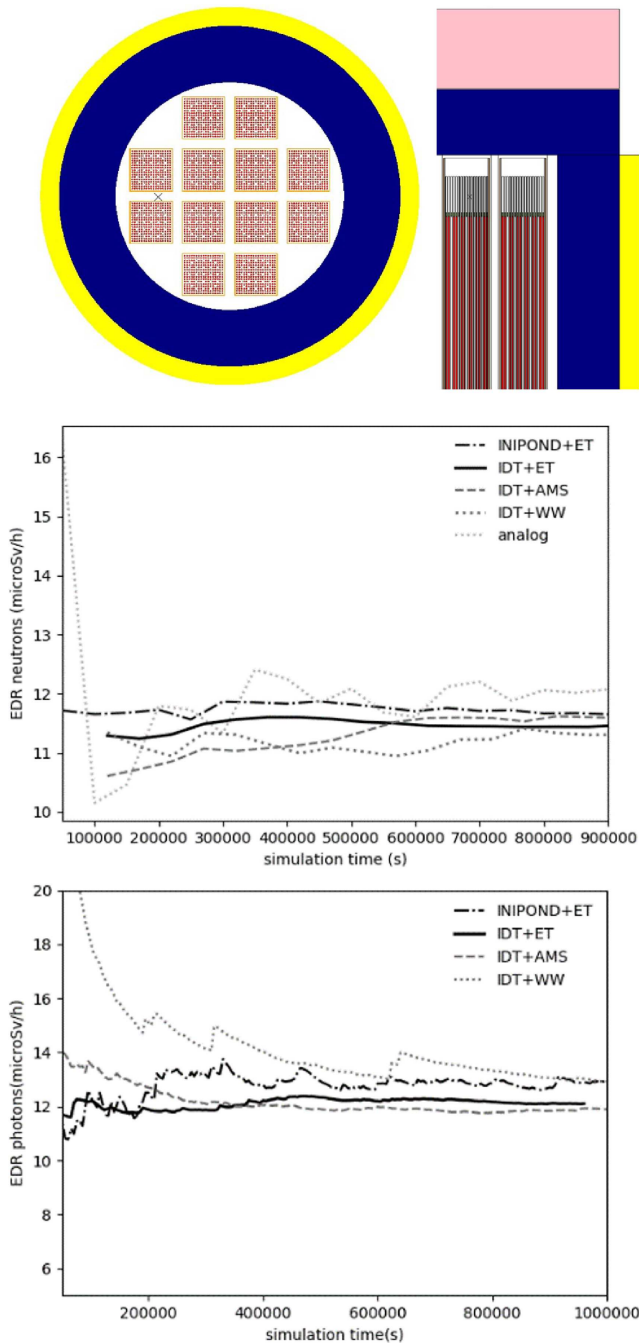 16
15
14
13
12
11
10
EDR neutrons (microSv/h)
INIPOND+ET
IDT+ET
IDT+AMS
IDT+WW
analog
100000 200000 300000 400000 500000 600000 700000 800000 900000
simulation time (s)
20
18
16
14
12
10
8
6
EDR photons(microSv/h)
INIPOND+ET
IDT+ET
IDT+AMS
IDT+WW
200000 400000 600000 800000 1000000
simulation time(s)